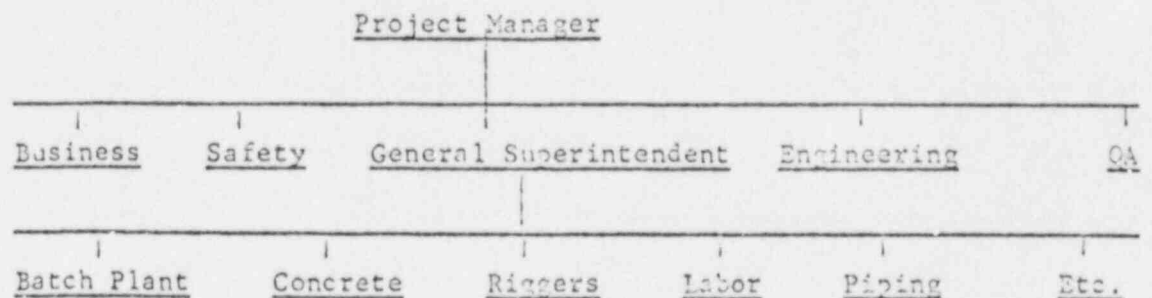 Project Manager
Business Safety General Superintendent Engineering QA
Batch Plant Concrete Riggers Labor Piping Etc.